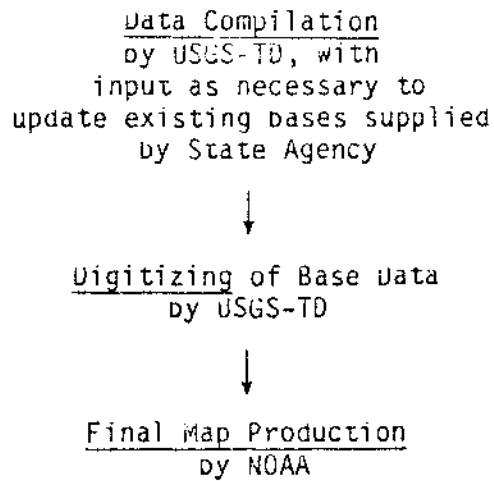 Data Compilation
by USGS-TD, with
input as necessary to
update existing bases supplied
by State Agency
Digitizing of Base Data
by USGS-TD
Final Map Production
by NOAA